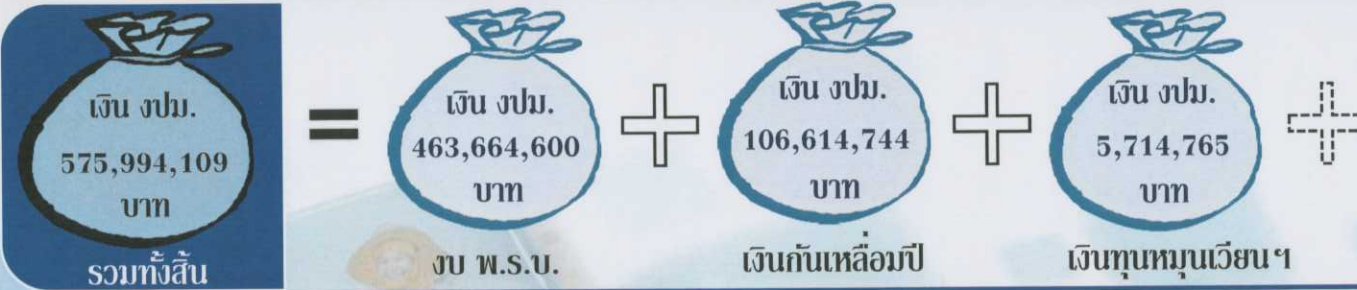 เงิน งปม.
575,994,109
บาท
รวมทั้งสิ้น
=
เงิน งปม.
463,664,600
บาท
งบ พ.ร.บ.
+
เงิน งปม.
106,614,744
บาท
เงินกันเหลื่อมปี
+
เงิน งปม.
5,714,765
บาท
เงินทุนหมุนเวียนฯ
+